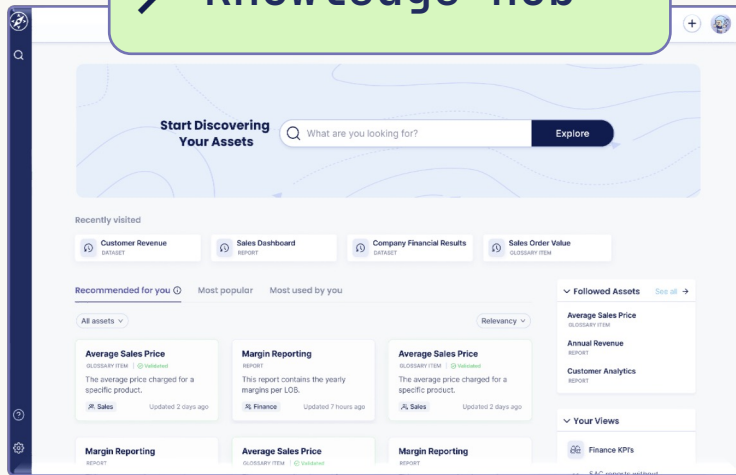 Knowledge Hub
Start Discovering
Your Assets
What are you looking for?
Explore
Recently visited
Customer Revenue
DATASET
Sales Dashboard
REPORT
Company Financial Results
DATASET
Sales Order Value
GLOSSARY ITEM
Recommended for you
Most popular
Most used by you
All assets
Relevancy
Average Sales Price
GLOSSARY ITEM | Validated
The average price charged for a
specific product.
Sales
Updated 2 days ago
Margin Reporting
REPORT
This report contains the yearly
margins per LOB.
Finance
Updated 7 hours ago
Average Sales Price
GLOSSARY ITEM | Validated
The average price charged for a
specific product.
Sales
Updated 2 days ago
Margin Reporting
REPORT
Average Sales Price
GLOSSARY ITEM | Validated
Margin Reporting
REPORT
Followed Assets
See all
Average Sales Price
GLOSSARY ITEM
Annual Revenue
REPORT
Customer Analytics
REPORT
Your Views
Finance KPI's
SAC reports without